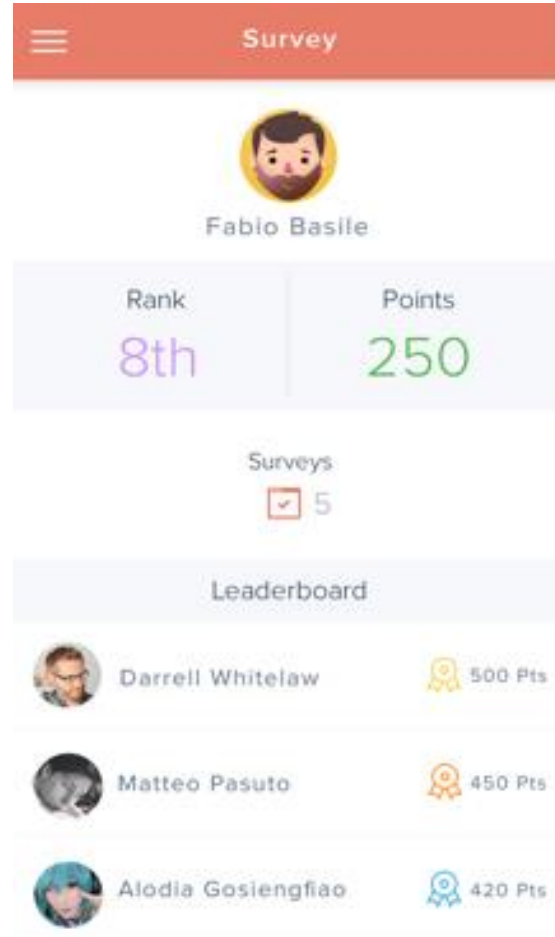 Survey
Fabio Basile
Rank Points
8th 250
Surveys
5
Leaderboard
Darrell Whitelaw 500 Pts
Matteo Pasuto 450 Pts
Alodia Gosiengfiao 420 Pts